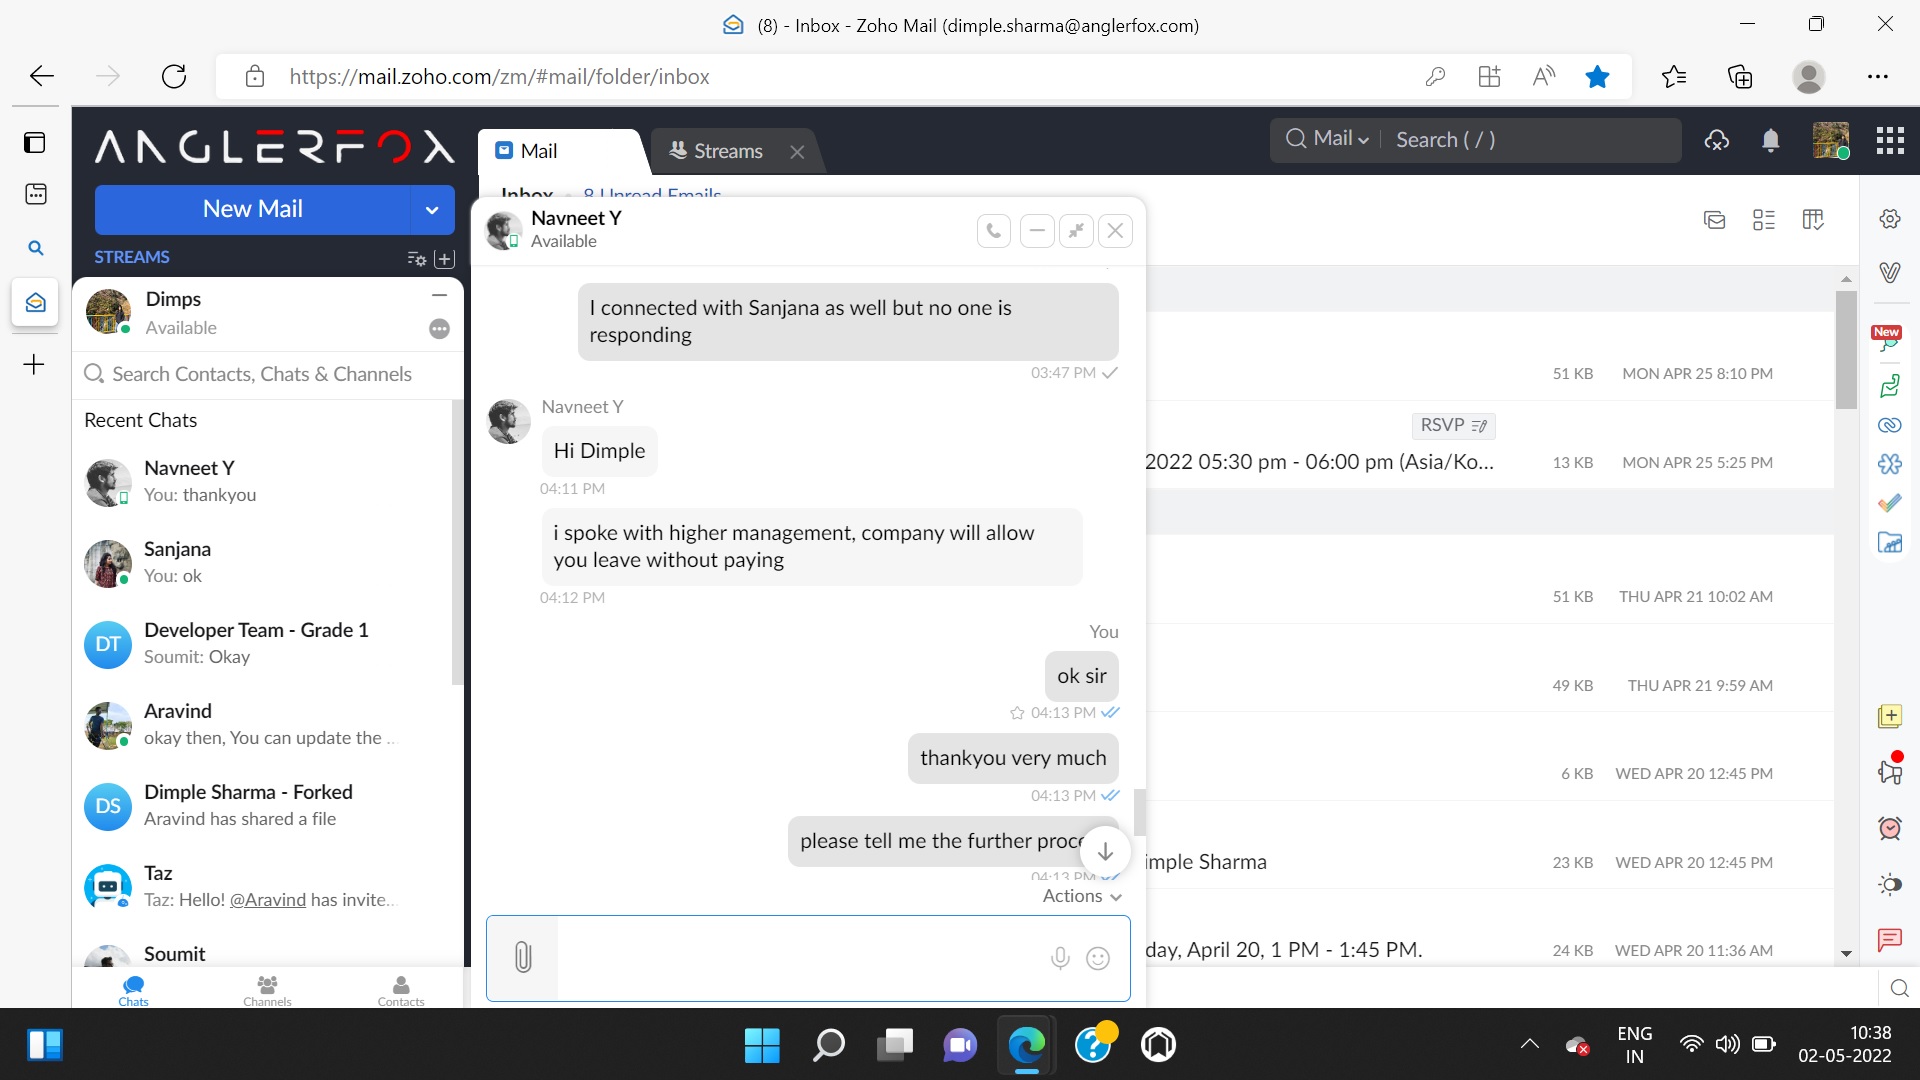 (8) - Inbox - Zoho Mail (dimple.sharma@anglerfox.com)
https://mail.zoho.com/zm/#mail/folder/inbox
ANGLERFOX
Mail
Streams
Mail
Search ( / )
New Mail
Inbox
8 Unread Emails
STREAMS
Dimps
Available
Search Contacts, Chats & Channels
Recent Chats
Navneet Y
You: thankyou
Sanjana
You: ok
DT
Developer Team - Grade 1
Soumit: Okay
Aravind
okay then, You can update the ...
DS
Dimple Sharma - Forked
Aravind has shared a file
Taz
Taz: Hello! @Aravind has invite...
Soumit
Chats
Channels
Contacts
Navneet Y
Available
I connected with Sanjana as well but no one is
responding
03:47 PM
Navneet Y
Hi Dimple
04:11 PM
i spoke with higher management, company will allow
you leave without paying
04:12 PM
You
ok sir
04:13 PM
thankyou very much
04:13 PM
please tell me the further proce
04:13 PM
Actions
51 KB MON APR 25 8:10 PM
RSVP
2022 05:30 pm - 06:00 pm (Asia/Ko... 13 KB MON APR 25 5:25 PM
51 KB THU APR 21 10:02 AM
49 KB THU APR 21 9:59 AM
6 KB WED APR 20 12:45 PM
imple Sharma 23 KB WED APR 20 12:45 PM
day, April 20, 1 PM - 1:45 PM. 24 KB WED APR 20 11:36 AM
New
ENG
IN
10:38
02-05-2022